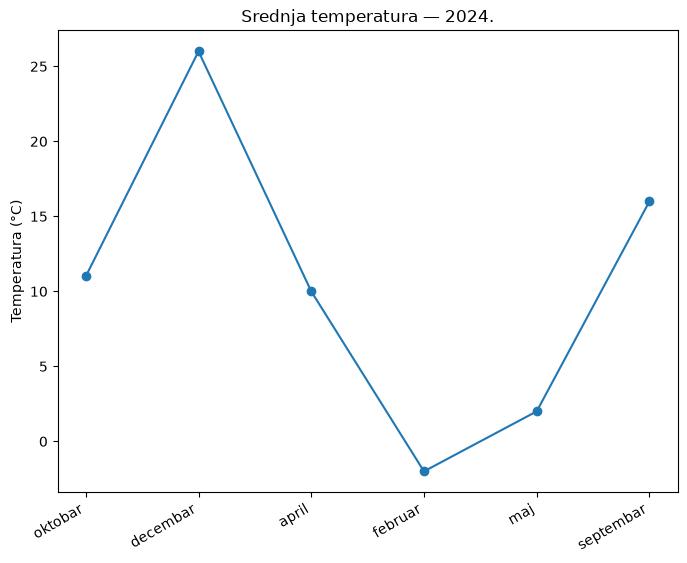 Srednja temperatura — 2024.
Temperatura (°C)
25
20
15
10
5
0
oktobar
decembar
april
februar
maj
septembar